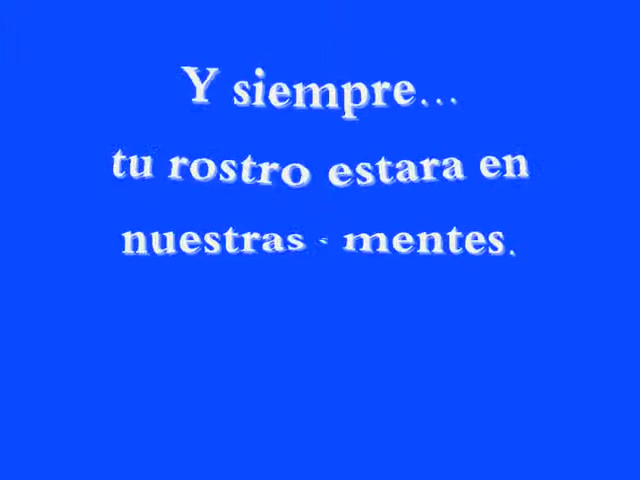 Y siempre...
tu rostro estara en
nuestras - mentes.